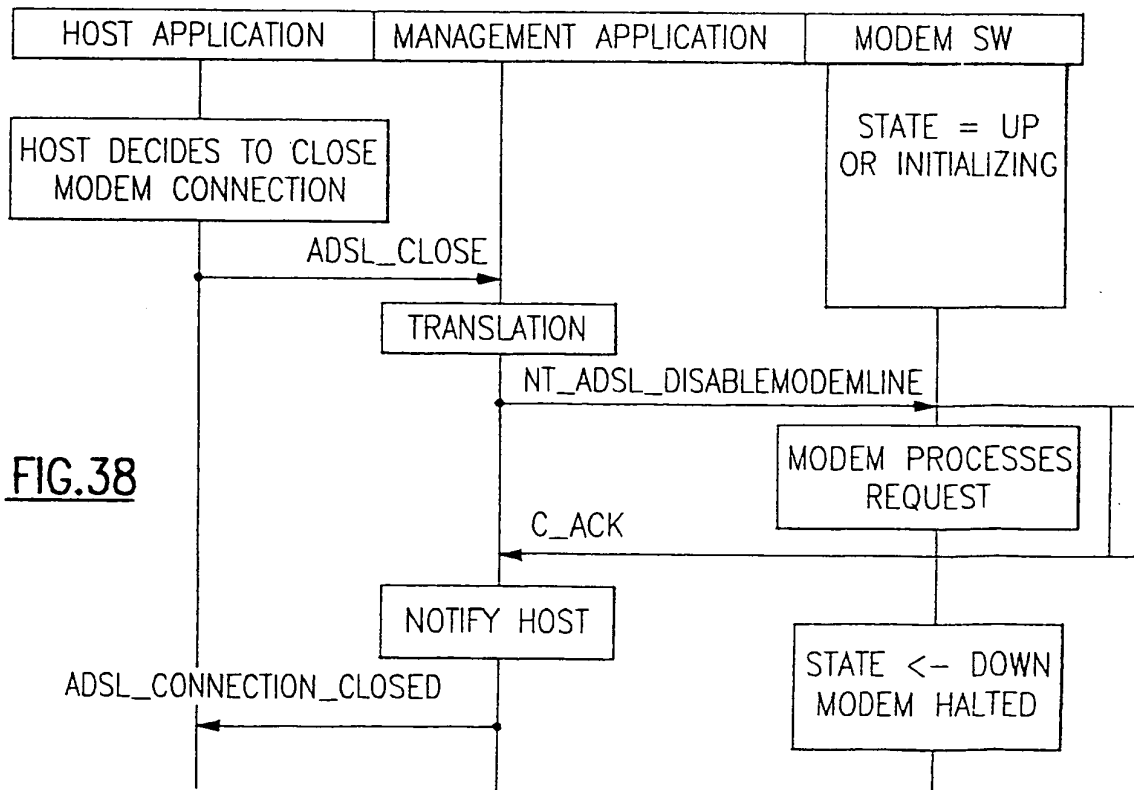 HOST APPLICATION
MANAGEMENT APPLICATION
MODEM SW
STATE = UP
OR INITIALIZING
HOST DECIDES TO CLOSE
MODEM CONNECTION
ADSL_CLOSE
TRANSLATION
NT_ADSL_DISABLEMODEMLINE
MODEM PROCESSES
REQUEST
FIG.38
C_ACK
NOTIFY HOST
STATE <- DOWN
MODEM HALTED
ADSL_CONNECTION_CLOSED